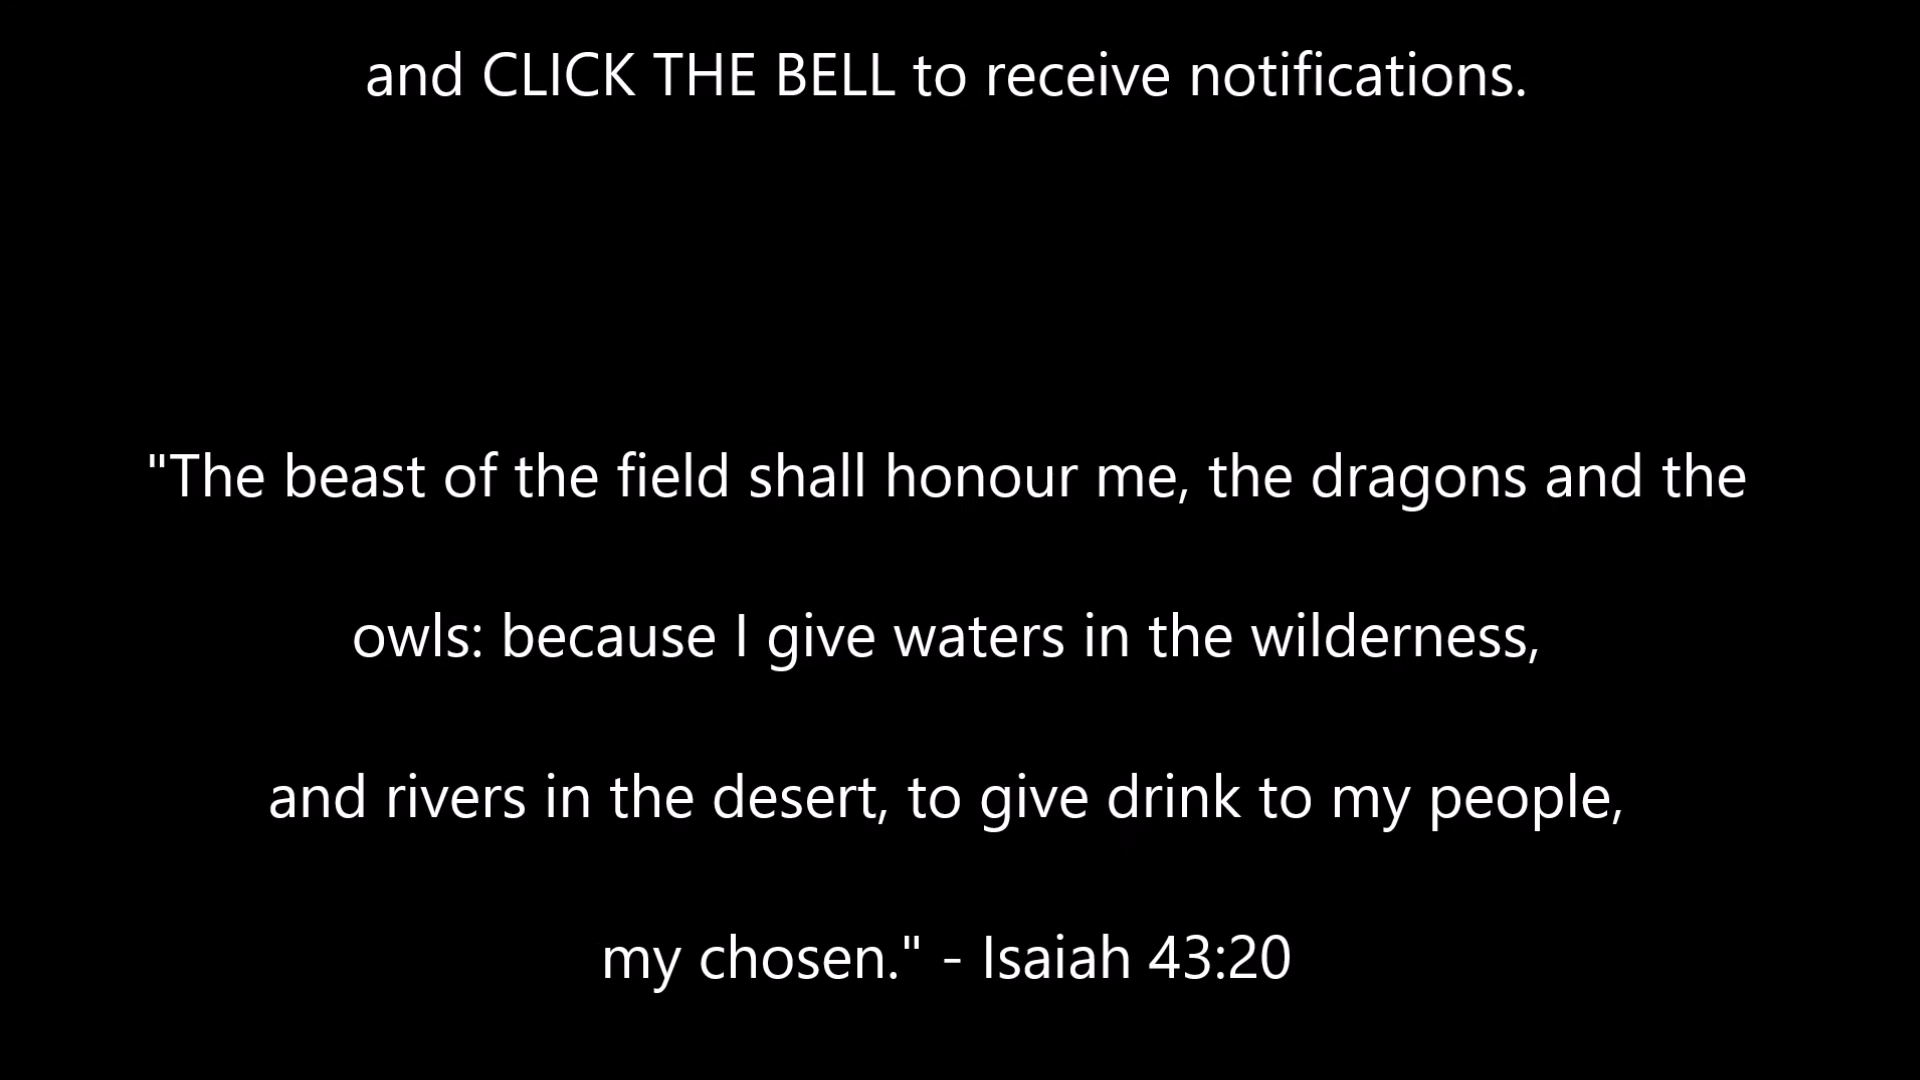 and CLICK THE BELL to receive notifications.
"The beast of the field shall honour me, the dragons and the
owls: because I give waters in the wilderness,
and rivers in the desert, to give drink to my people,
my chosen." - Isaiah 43:20